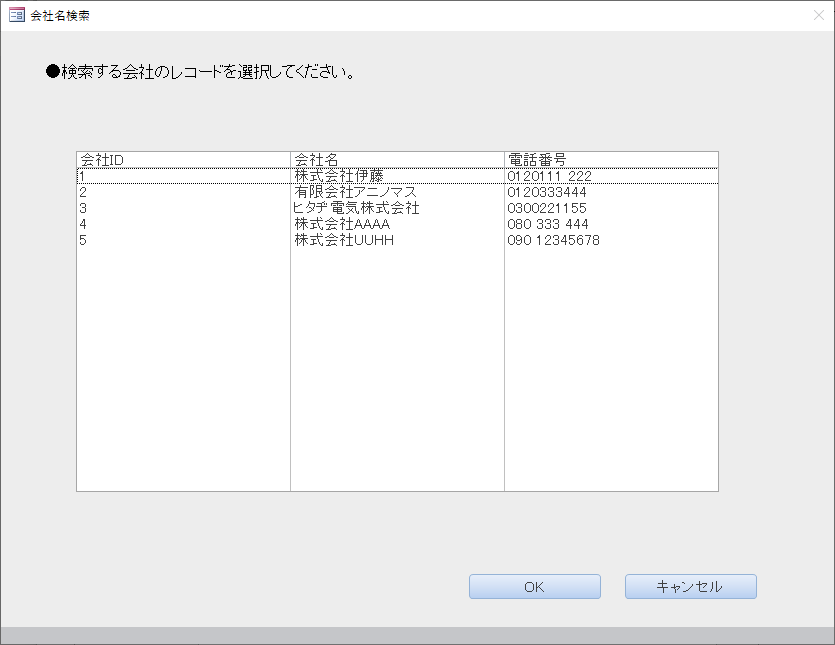 会社名検索
●検索する会社のレコードを選択してください。
会社ID 会社名 電話番号
1 株式会社伊藤 0120111 222
2 有限会社アニノマス 0120333444
3 ヒタヂ電気株式会社 0300221155
4 株式会社AAAA 080 333 444
5 株式会社UUHH 090 12345678
OK キャンセル